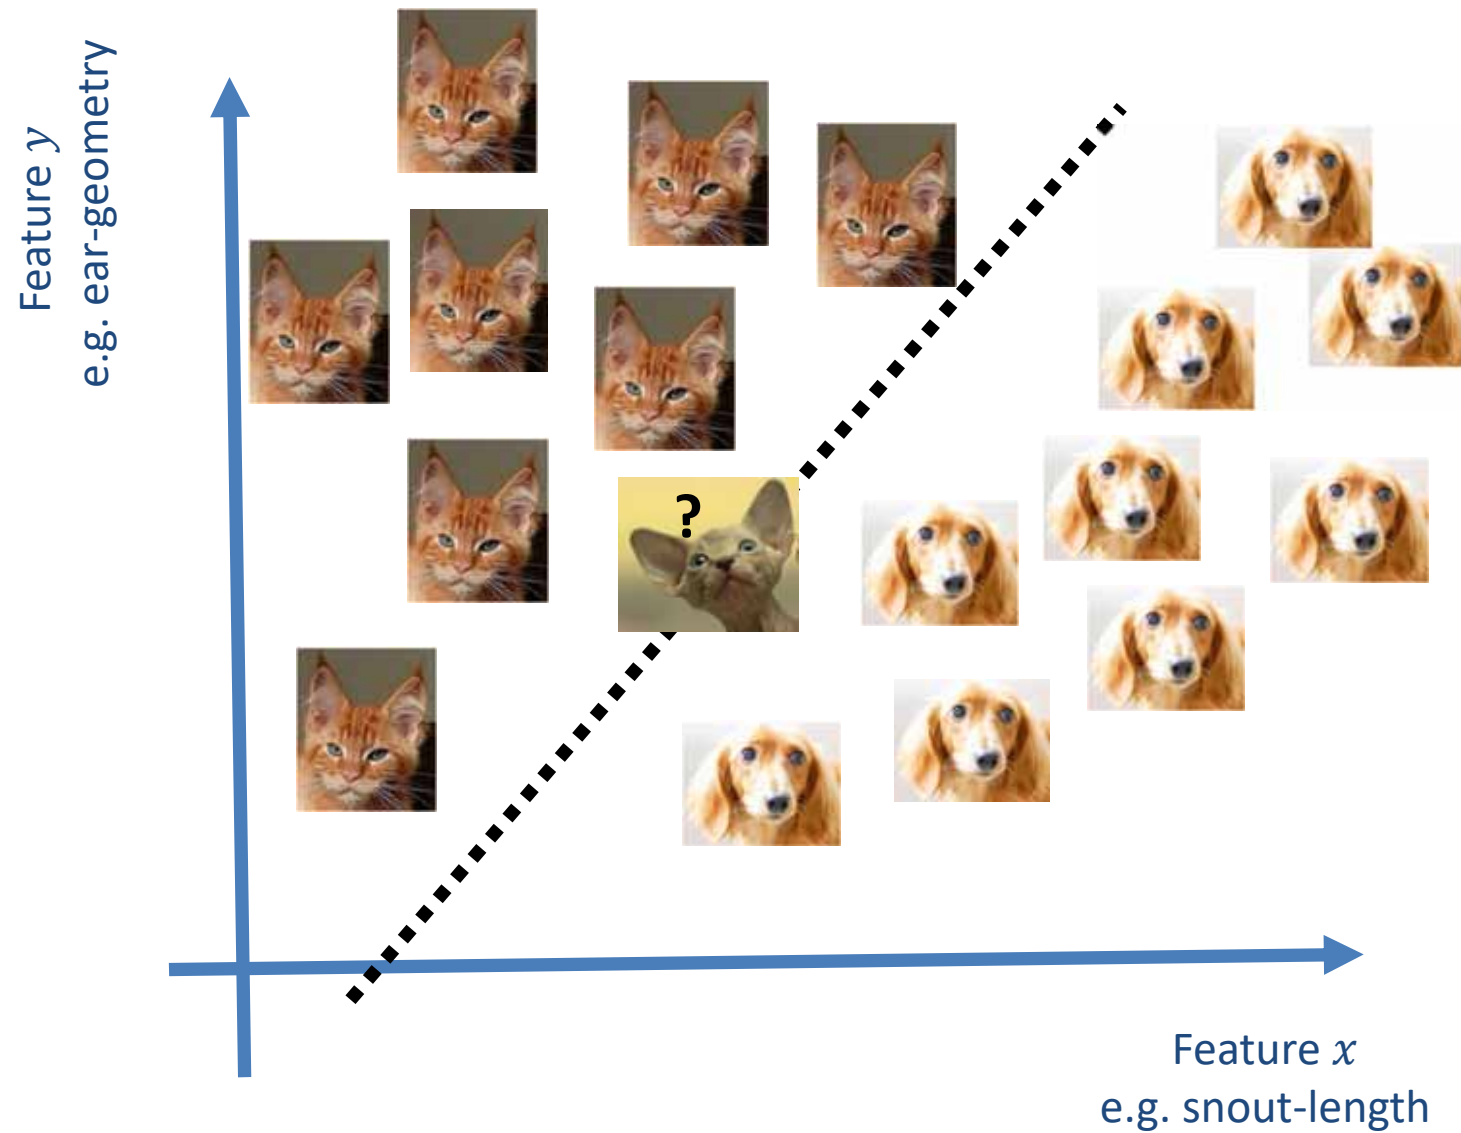 Feature y
e.g. ear-geometry
?
Feature x
e.g. snout-length